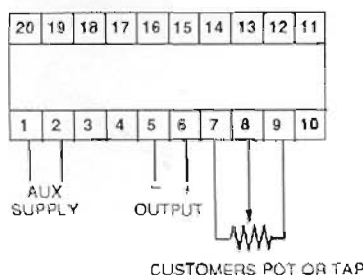 20 19 18 17 16 15 14 13 12 11
1 2 3 4 5 6 7 8 9 10
AUX
SUPPLY
− +
OUTPUT
CUSTOMERS POT OR TAP